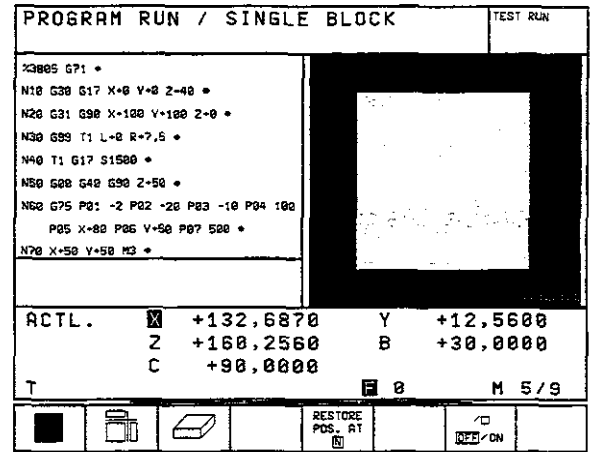 PROGRAM RUN / SINGLE BLOCK
TEST RUN
%3805 G71 *
N10 G30 G17 X+0 Y+0 Z-40 *
N20 G31 G90 X+100 Y+100 Z+0 *
N30 G99 T1 L+0 R+7,5 *
N40 T1 G17 S1500 *
N50 G00 G40 G90 Z+50 *
N60 G75 P01 -2 P02 -20 P03 -10 P04 100
P05 X+80 P06 Y+50 P07 500 *
N70 X+50 Y+50 M3 *
ACTL. X +132,6870 Y +12,5600
Z +160,2560 B +30,0000
C +90,0000
T F 0 M 5/9
RESTORE
POS. AT
N
OFF/ON